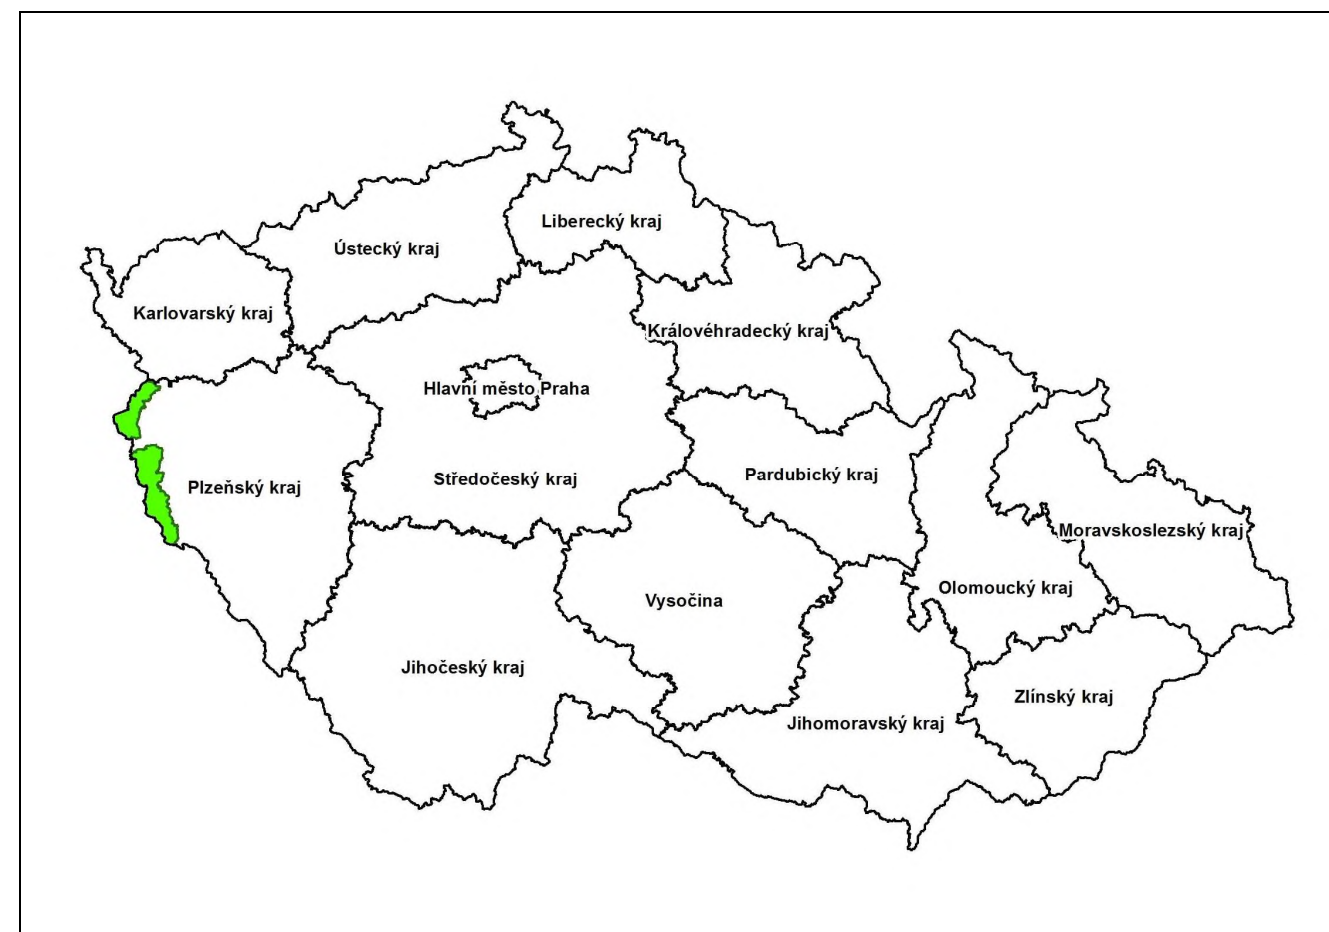 Liberecký kraj
Ústecký kraj
Karlovarský kraj
Královéhradecký kraj
Hlavní město Praha
Pardubický kraj
Středočeský kraj
Plzeňský kraj
Moravskoslezský kraj
Olomoucký kraj
Vysočina
Jihočeský kraj
Zlínský kraj
Jihomoravský kraj